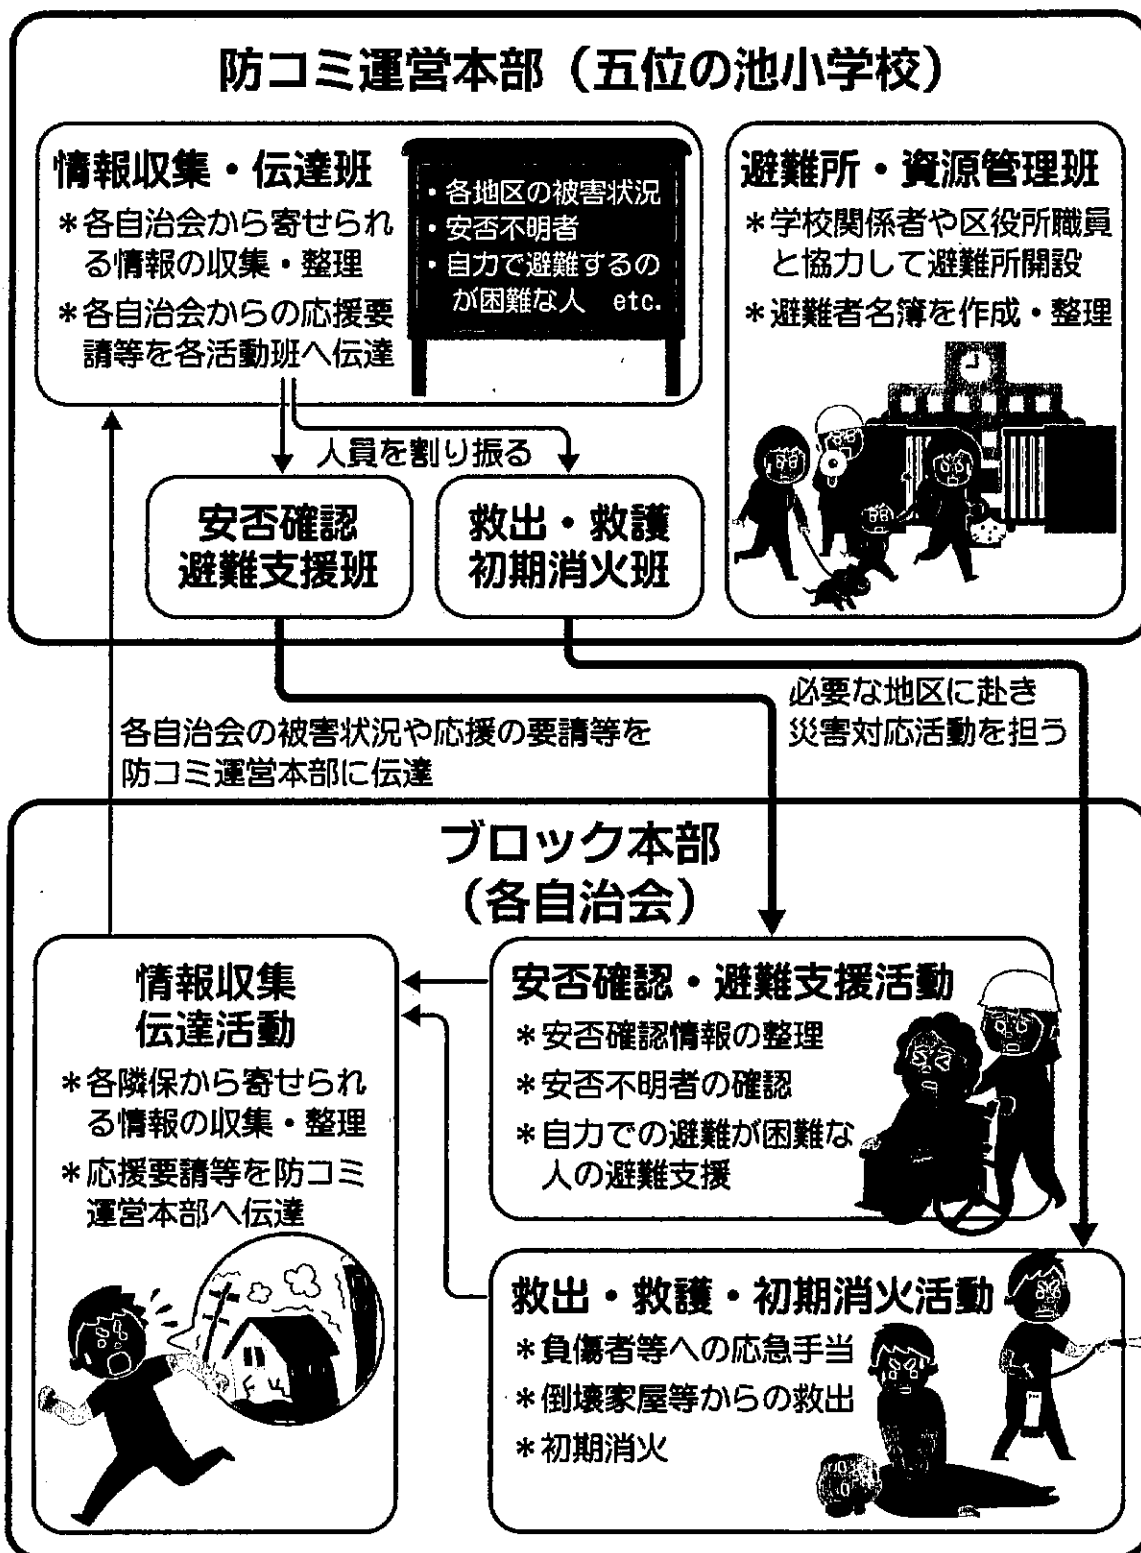 防コミ運営本部（五位の池小学校）
情報収集・伝達班
＊各自治会から寄せられ
る情報の収集・整理
＊各自治会からの応援要
請等を各活動班へ伝達
・各地区の被害状況
・安否不明者
・自力で避難するの
が困難な人　etc.
避難所・資源管理班
＊学校関係者や区役所職員
と協力して避難所開設
＊避難者名簿を作成・整理
人員を割り振る
安否確認
避難支援班
救出・救護
初期消火班
各自治会の被害状況や応援の要請等を
防コミ運営本部に伝達
必要な地区に赴き
災害対応活動を担う
ブロック本部
（各自治会）
情報収集
伝達活動
＊各隣保から寄せられ
る情報の収集・整理
＊応援要請等を防コミ
運営本部へ伝達
安否確認・避難支援活動
＊安否確認情報の整理
＊安否不明者の確認
＊自力での避難が困難な
人の避難支援
救出・救護・初期消火活動
＊負傷者等への応急手当
＊倒壊家屋等からの救出
＊初期消火